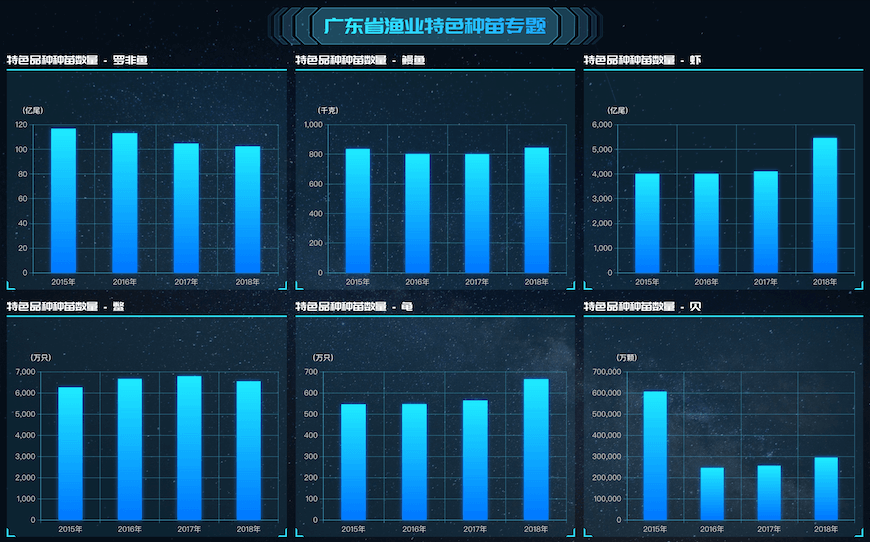 广东省渔业特色种苗专题
特色品种种苗数量 - 罗非鱼
(亿尾)
120
100
80
60
40
20
0
2015年 2016年 2017年 2018年
特色品种种苗数量 - 鳗鱼
(千克)
1,000
800
600
400
200
0
2015年 2016年 2017年 2018年
特色品种种苗数量 - 虾
(亿尾)
6,000
5,000
4,000
3,000
2,000
1,000
0
2015年 2016年 2017年 2018年
特色品种种苗数量 - 鳖
(万只)
7,000
6,000
5,000
4,000
3,000
2,000
1,000
0
2015年 2016年 2017年 2018年
特色品种种苗数量 - 龟
(万只)
700
600
500
400
300
200
100
0
2015年 2016年 2017年 2018年
特色品种种苗数量 - 贝
(万颗)
700,000
600,000
500,000
400,000
300,000
200,000
100,000
0
2015年 2016年 2017年 2018年